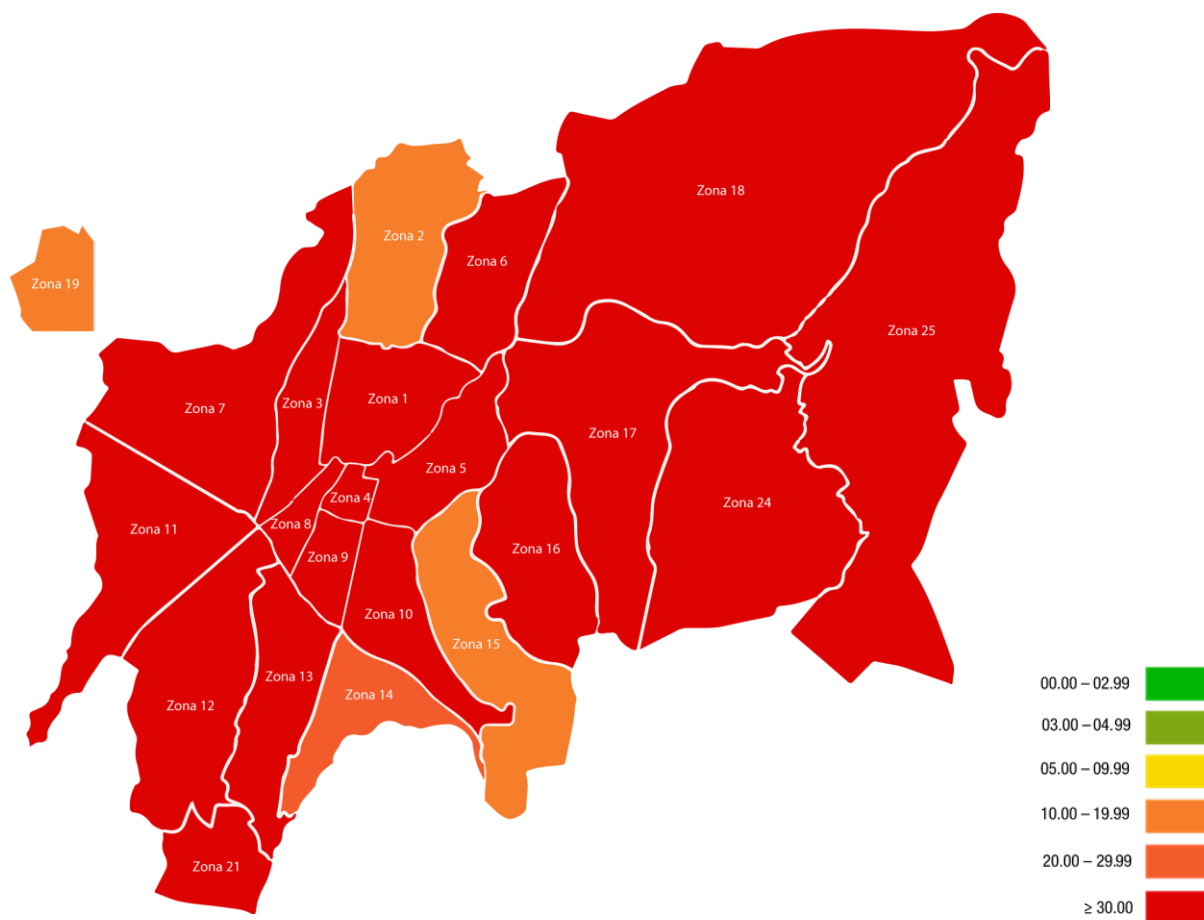 Zona 18
Zona 2
Zona 6
Zona 19
Zona 25
Zona 7
Zona 3
Zona 1
Zona 17
Zona 5
Zona 4
Zona 24
Zona 11
Zona 8
Zona 16
Zona 9
Zona 10
Zona 15
Zona 13
Zona 14
Zona 12
Zona 21
00.00 – 02.99
03.00 – 04.99
05.00 – 09.99
10.00 – 19.99
20.00 – 29.99
≥ 30.00